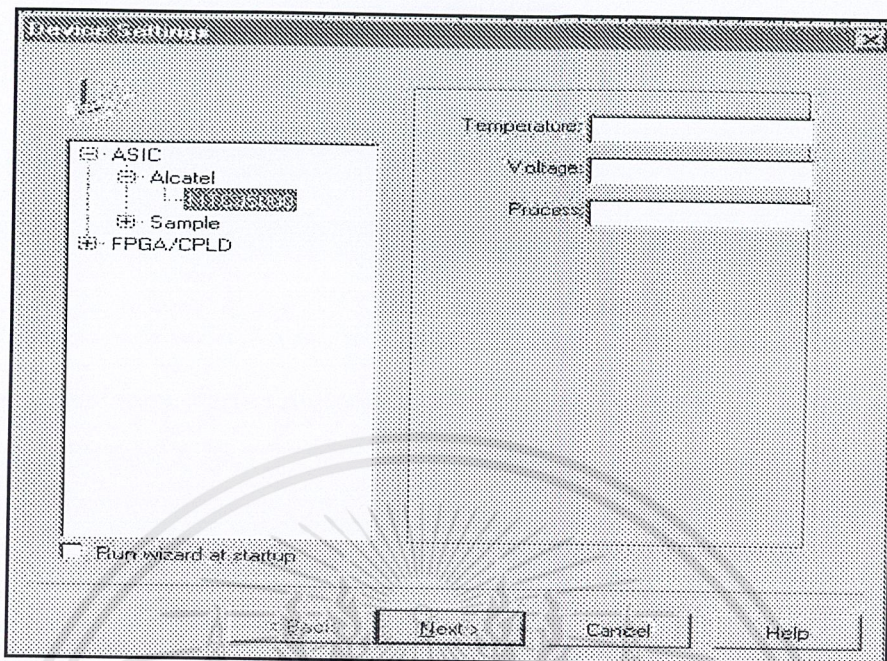 Device Settings
ASIC
Alcatel
Sample
FPGA/CPLD
Temperature:
Voltage:
Process:
Run wizard at startup
< Back
Next >
Cancel
Help